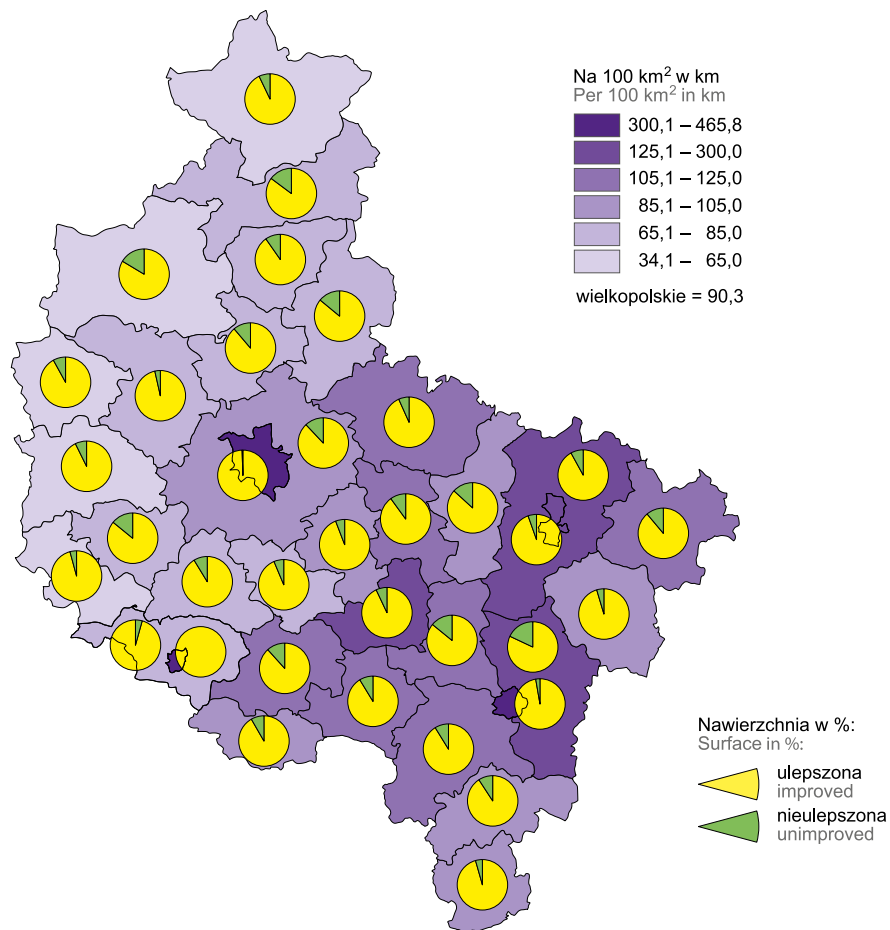 Na 100 km² w km
Per 100 km² in km
300,1 – 465,8
125,1 – 300,0
105,1 – 125,0
85,1 – 105,0
65,1 – 85,0
34,1 – 65,0
wielkopolskie = 90,3
Nawierzchnia w %:
Surface in %:
ulepszona
improved
nieulepszona
unimproved